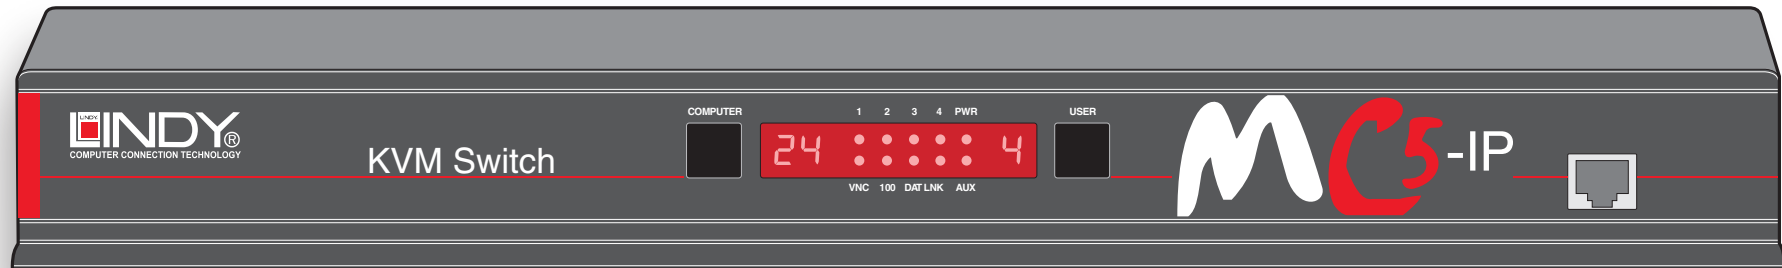 LINDY
LINDY®
COMPUTER CONNECTION TECHNOLOGY
KVM Switch
COMPUTER
1 2 3 4 PWR
24 4
VNC 100 DAT LNK AUX
USER
MC5-IP